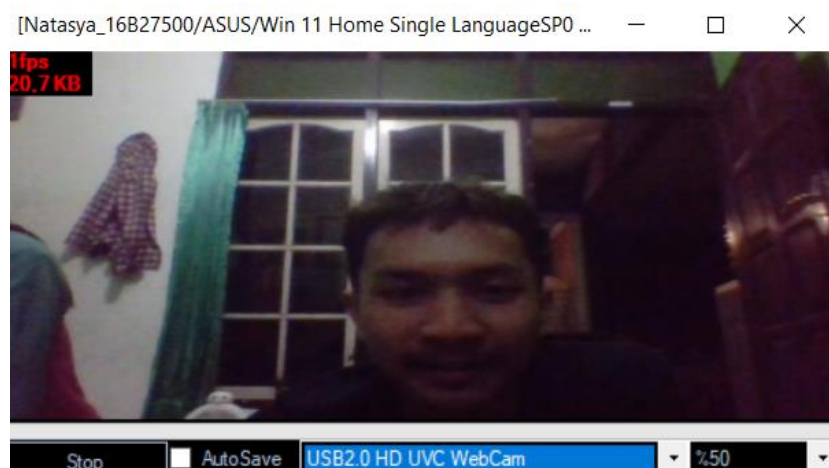 [Natasya_16B27500/ASUS/Win 11 Home Single LanguageSP0 ...
1fps
20,7 KB
Stop
AutoSave
USB2.0 HD UVC WebCam
%50